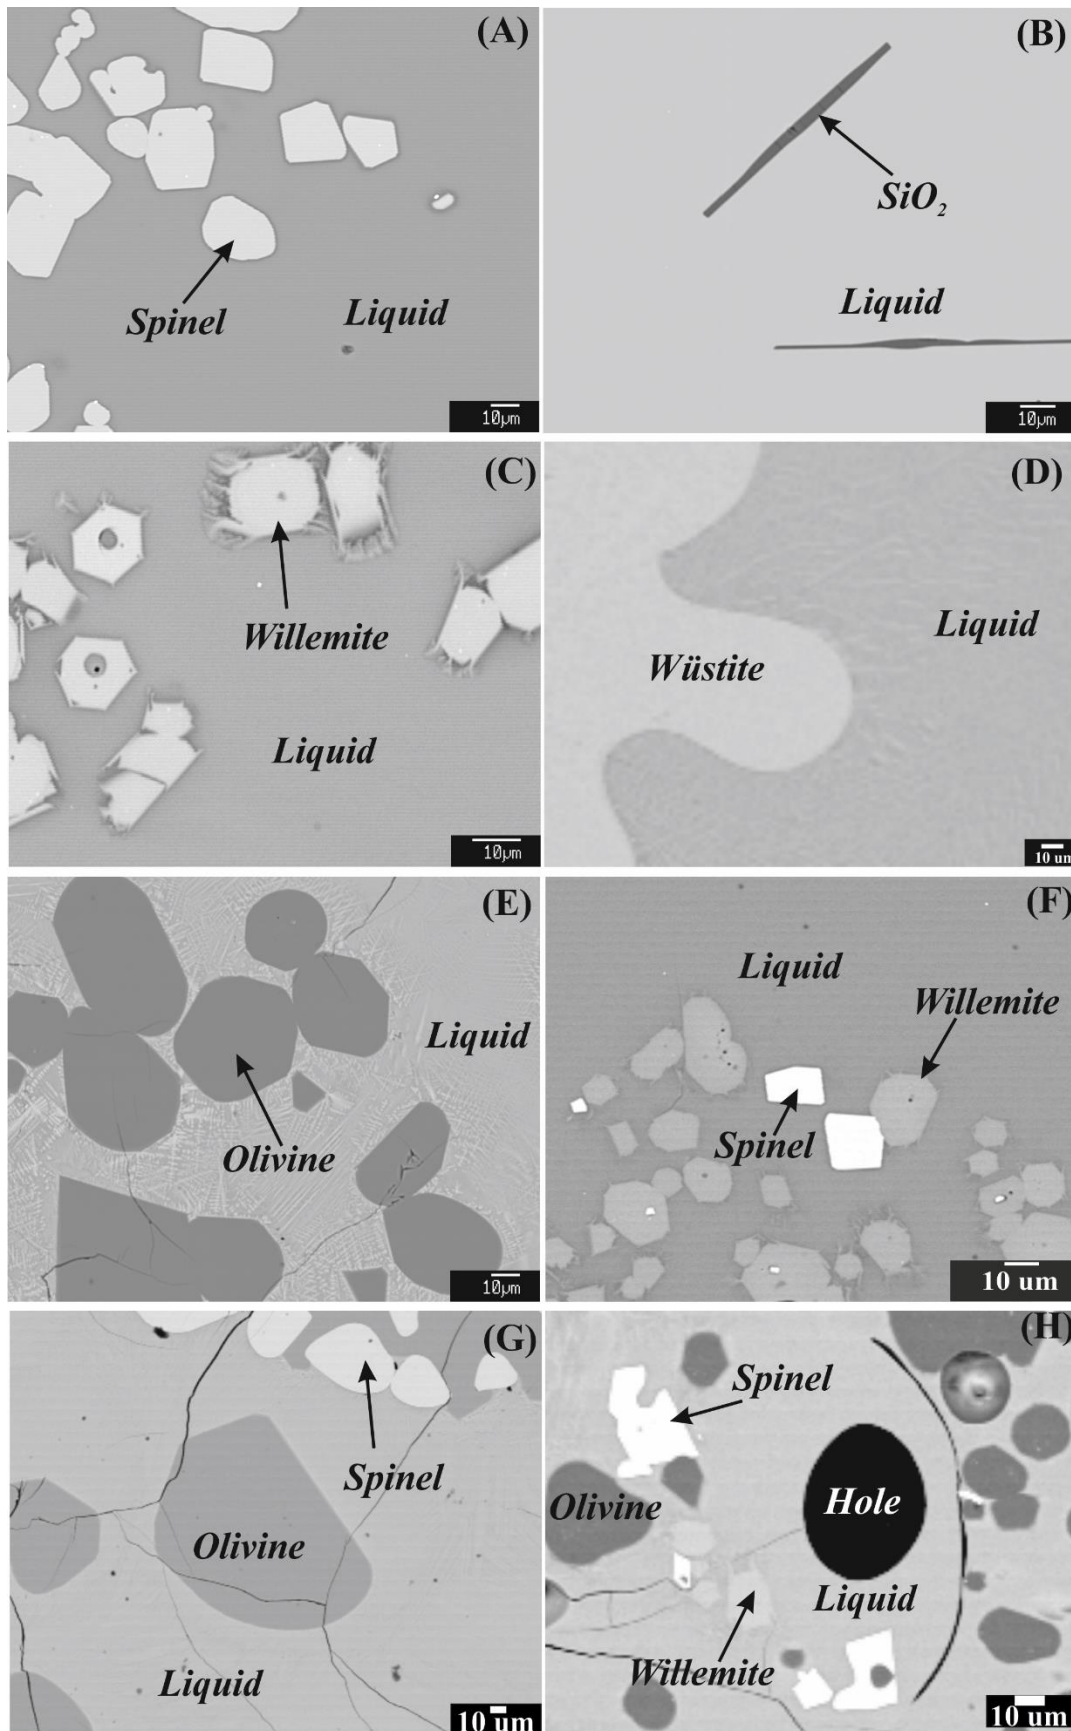 (A)
Spinel
Liquid
10µm
(B)
SiO₂
Liquid
10µm
(C)
Willemite
Liquid
10µm
(D)
Wüstite
Liquid
10 um
(E)
Liquid
Olivine
10µm
(F)
Liquid
Willemite
Spinel
10 um
(G)
Spinel
Olivine
Liquid
10 um
(H)
Spinel
Olivine
Hole
Liquid
Willemite
10 um